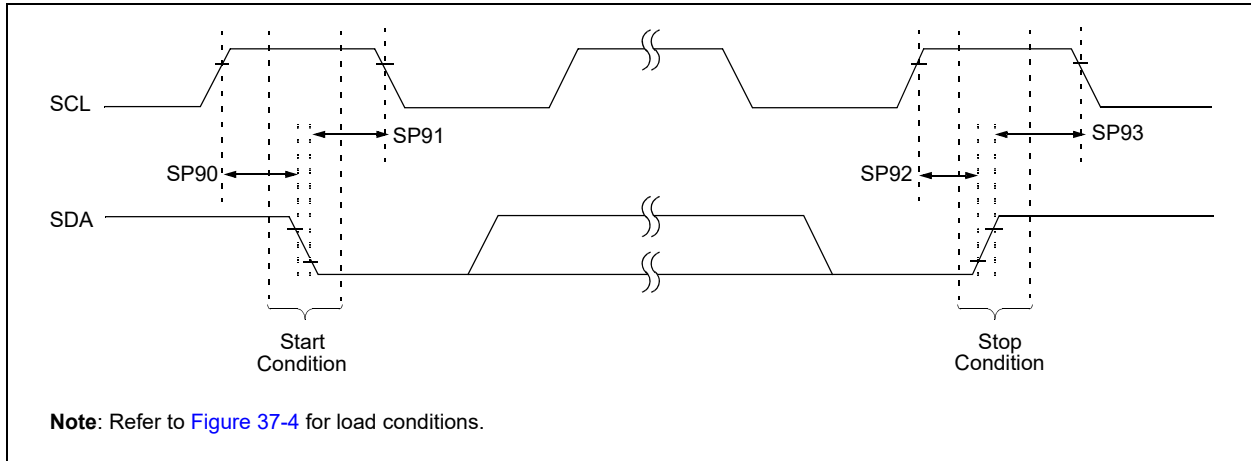 SCL
SP91
SP93
SP90
SP92
SDA
Start
Condition
Stop
Condition
Note: Refer to Figure 37-4 for load conditions.